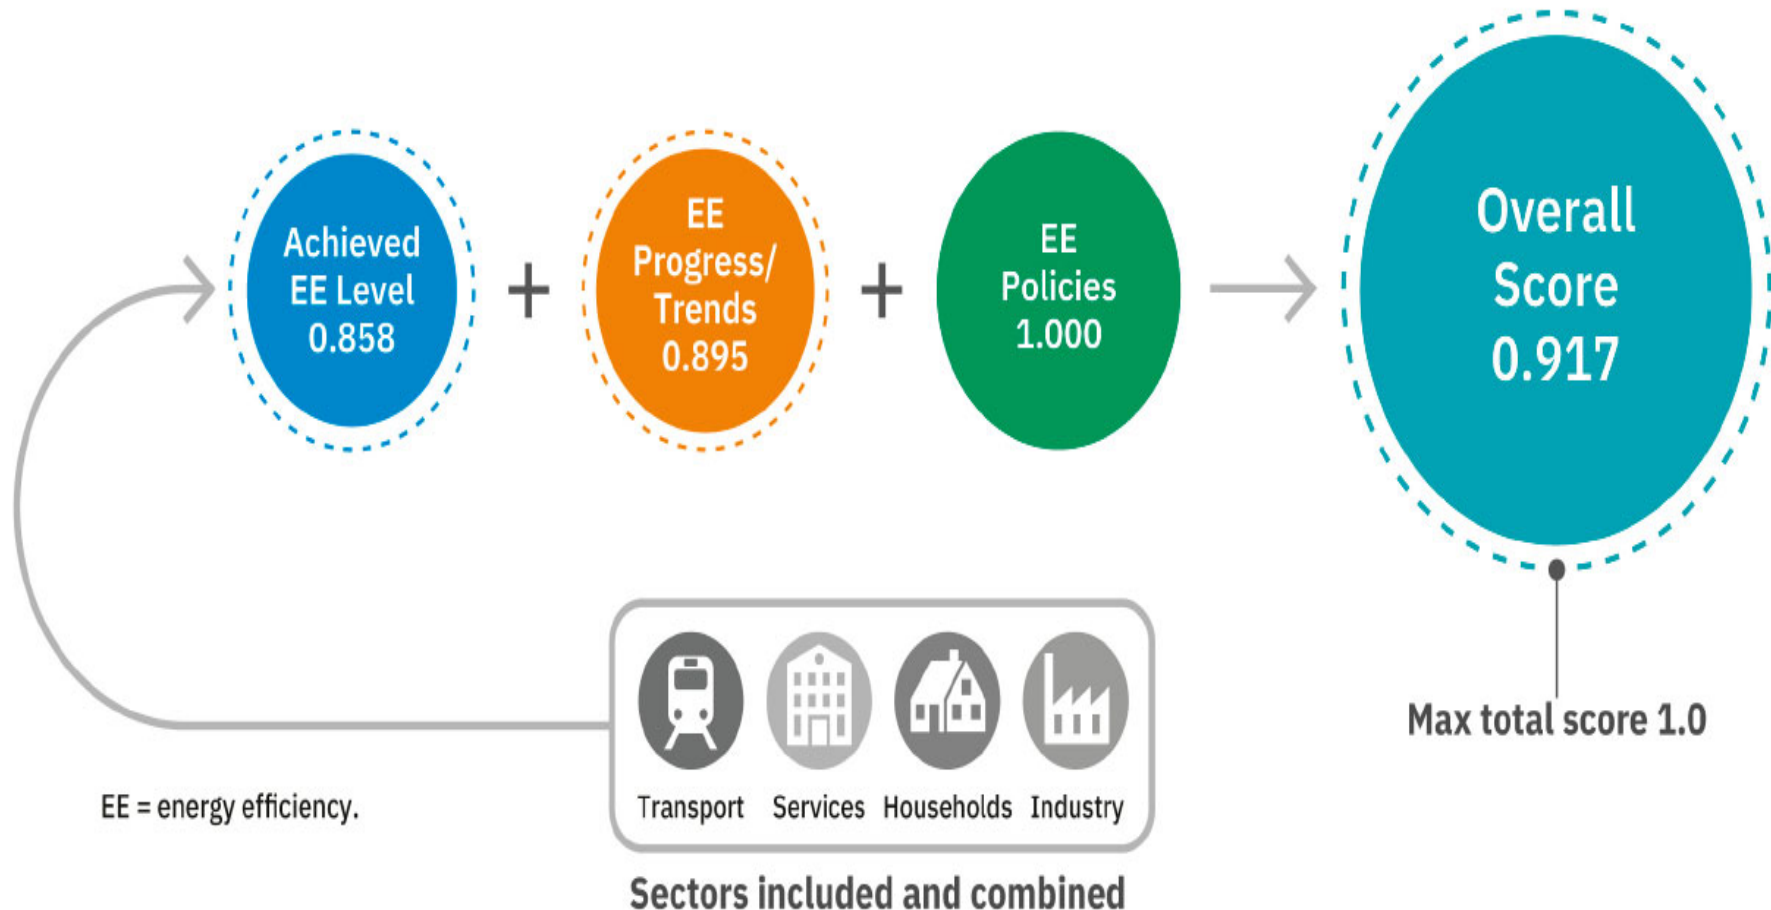 Achieved
EE Level
0.858
+
EE
Progress/
Trends
0.895
+
EE
Policies
1.000
Overall
Score
0.917
Max total score 1.0
Transport
Services
Households
Industry
EE = energy efficiency.
Sectors included and combined